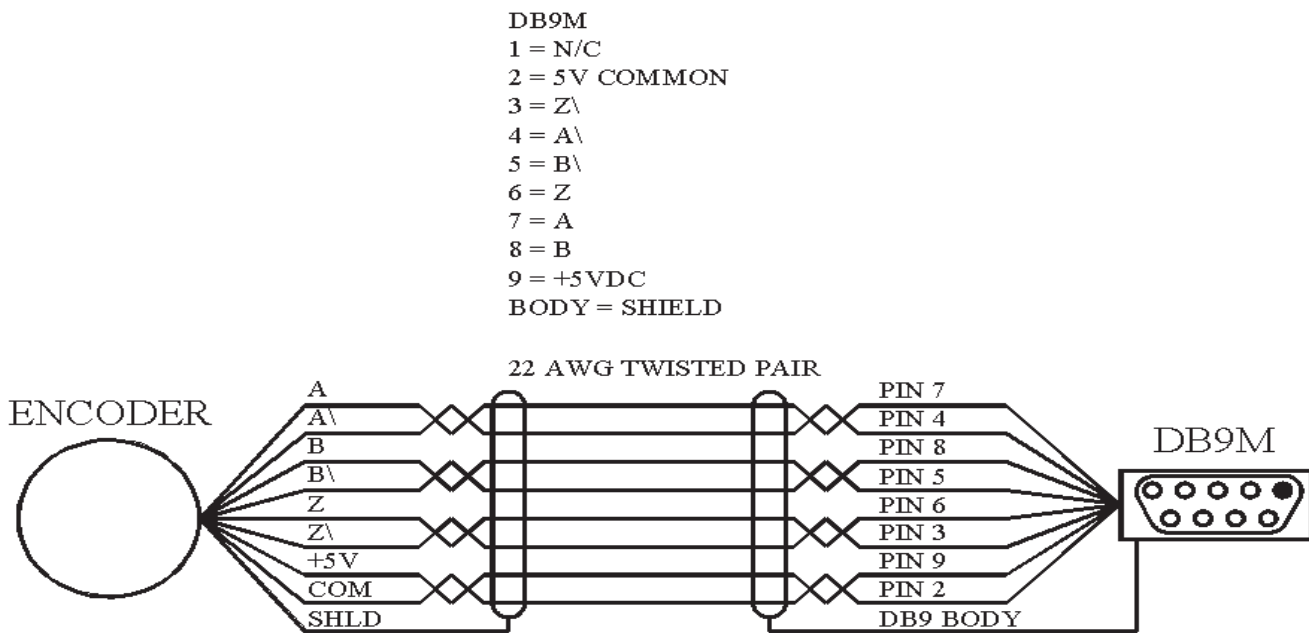 DB9M
1 = N/C
2 = 5V COMMON
3 = Z\
4 = A\
5 = B\
6 = Z
7 = A
8 = B
9 = +5VDC
BODY = SHIELD
22 AWG TWISTED PAIR
ENCODER
A
A\
B
B\
Z
Z\
+5V
COM
SHLD
PIN 7
PIN 4
PIN 8
PIN 5
PIN 6
PIN 3
PIN 9
PIN 2
DB9 BODY
DB9M